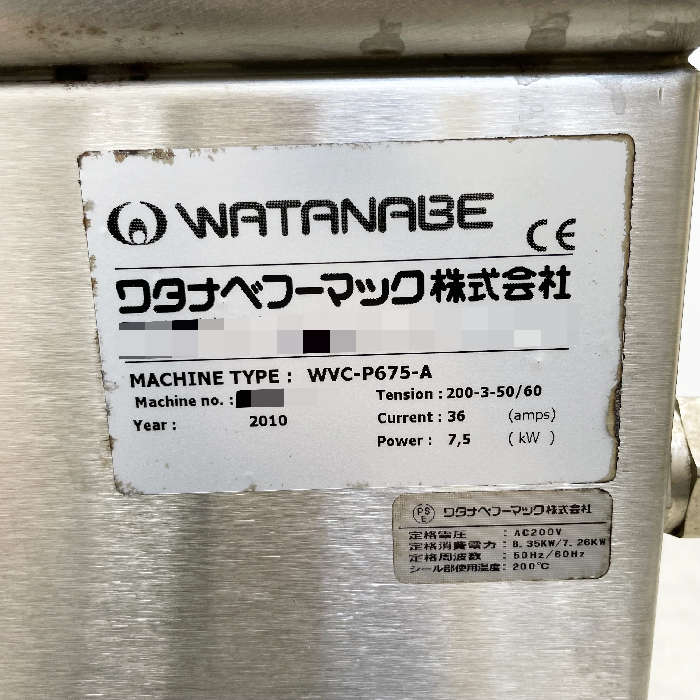 WATANABE
CE
ワタナベフーマック株式会社
MACHINE TYPE : WVC-P675-A
Machine no. :
Tension : 200-3-50/60
Year : 2010
Current : 36 (amps)
Power : 7,5 ( kW )
PS E ワタナベフーマック株式会社
定格電圧 : AC200V
定格消費電力 : 8.35KW/7.26KW
定格周波数 : 50Hz/60Hz
シール部使用温度 : 200℃